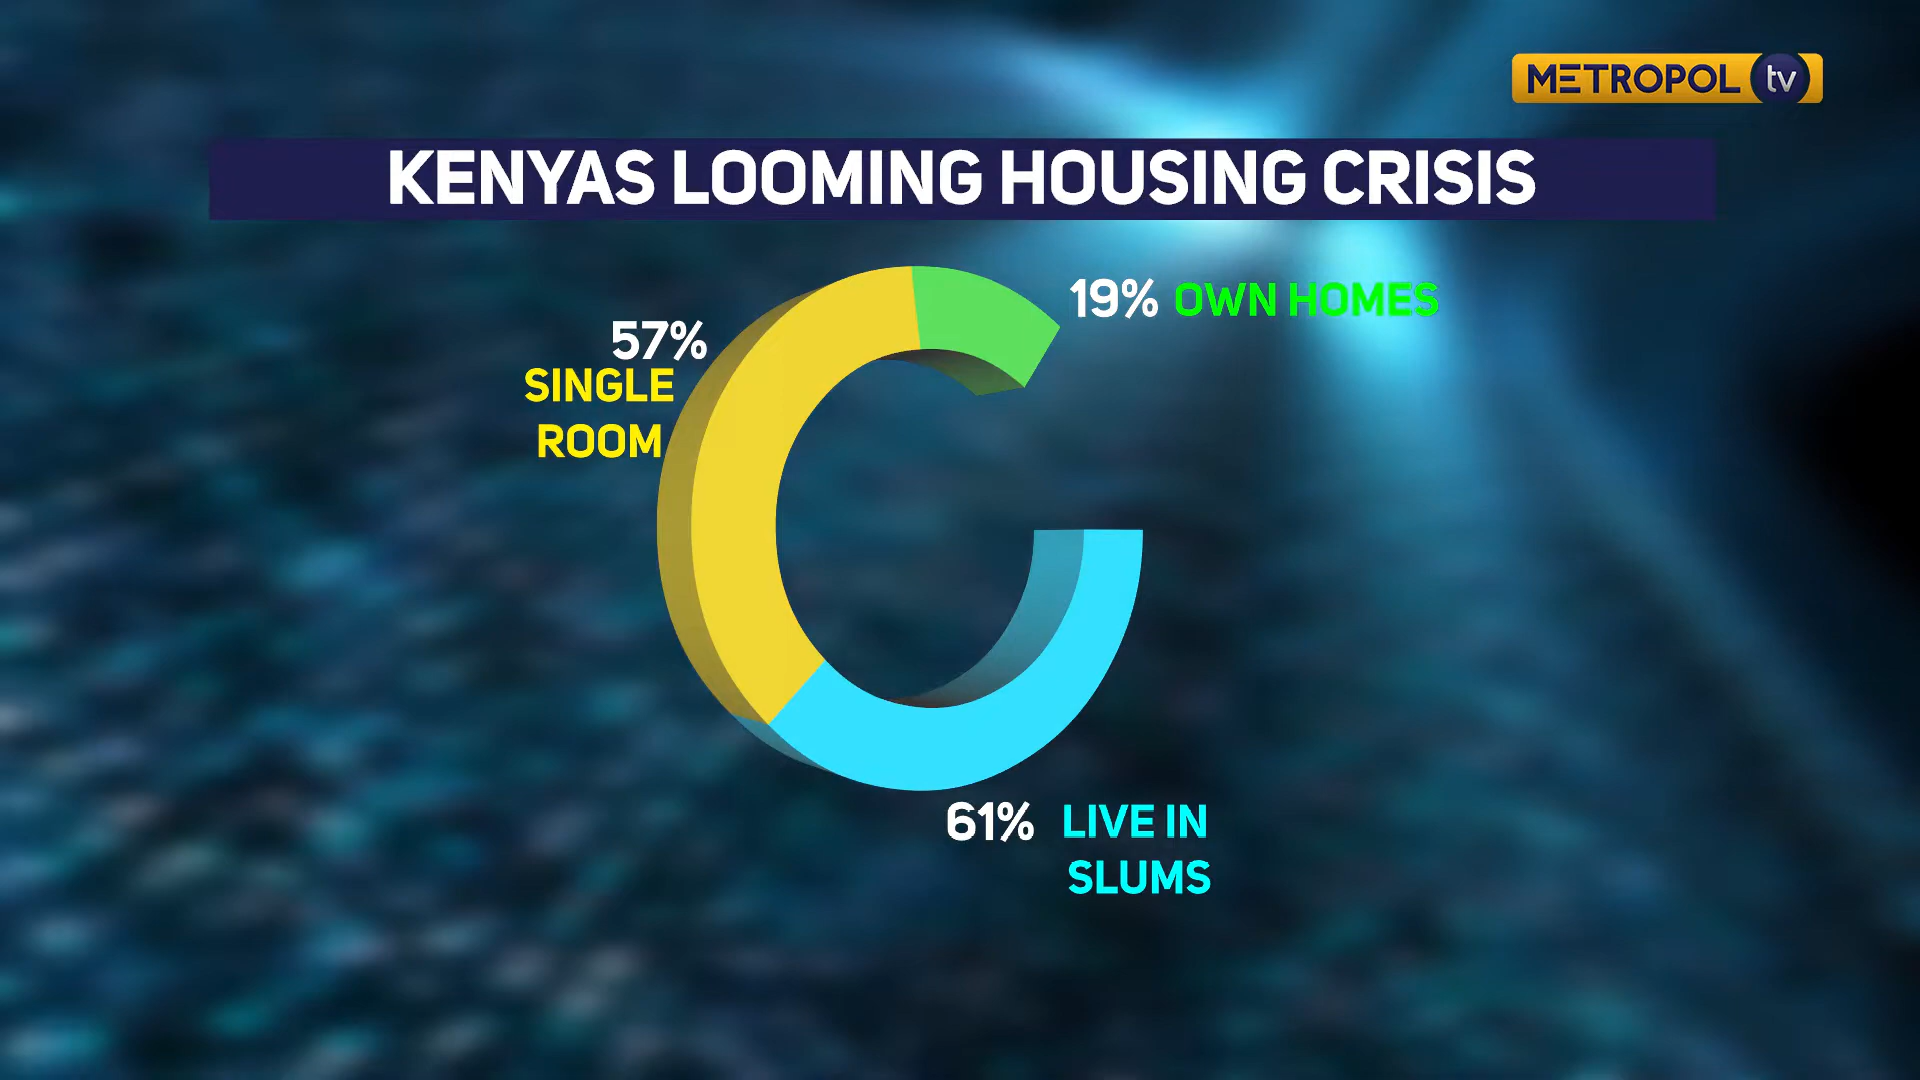 METROPOL tv
KENYAS LOOMING HOUSING CRISIS
19% OWN HOMES
57%
SINGLE
ROOM
61% LIVE IN
SLUMS